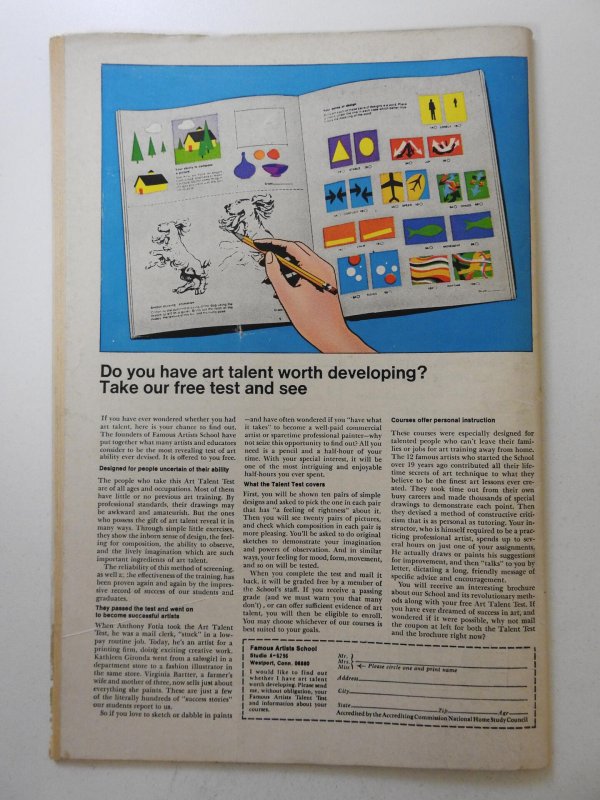 Do you have art talent worth developing?
Take our free test and see
If you have ever wondered whether you had
art talent, here is your chance to find out.
The founders of Famous Artists School have
put together what many artists and educators
consider to be the most revealing test of art
ability ever devised. It is offered to you free.
Designed for people uncertain of their ability
The people who take this Art Talent Test
are of all ages and occupations. Most of them
have little or no previous art training. By
professional standards, their drawings may
be awkward and amateurish. But the ones
who possess the gift of art talent reveal it in
many ways. Through simple little exercises,
they show the inborn sense of design, the feel-
ing for composition, the ability to observe,
and the lively imagination which are such
important ingredients of art talent.
The reliability of this method of screening,
as well as the effectiveness of the training, has
been proven again and again by the impres-
sive record of success of our students and
graduates.
They passed the test and went on
to become successful artists
When Anthony Fotia took the Art Talent
Test, he was a mail clerk, "stuck" in a low-
pay routine job. Today, he's an artist for a
printing firm, doing exciting creative work.
Kathleen Gironda went from a salesgirl in a
department store to a fashion illustrator in
the same store. Virginia Bartter, a farmer's
wife and mother of three, now sells just about
everything she paints. These are just a few
of the literally hundreds of "success stories"
our students report to us.
So if you love to sketch or dabble in paints
—and have often wondered if you "have what
it takes" to become a well-paid commercial
artist or sparetime professional painter—why
not seize this opportunity to find out? All you
need is a pencil and a half-hour of your
time. With your special interest, it will be
one of the most intriguing and enjoyable
half-hours you ever spent.
What the Talent Test covers
First, you will be shown ten pairs of simple
designs and asked to pick the one in each pair
that has "a feeling of rightness" about it.
Then you will see twenty pairs of pictures,
and check which composition in each pair is
more pleasing. You'll be asked to do original
sketches to demonstrate your imagination
and powers of observation. And in similar
ways, your feeling for mood, form, movement,
and so on will be tested.
When you complete the test and mail it
back, it will be graded free by a member of
the School's staff. If you receive a passing
grade (and we must warn you that many
don't), or can offer sufficient evidence of art
talent, you will then be eligible to enroll.
You may choose whichever of our courses is
best suited to your goals.
Courses offer personal instruction
These courses were especially designed for
talented people who can't leave their fami-
lies or jobs for art training away from home.
The 12 famous artists who started the School
over 19 years ago contributed all their life-
time secrets of art technique to what they
believe to be the finest art lessons ever cre-
ated. They took time out from their own
busy careers and made thousands of special
drawings to demonstrate each point. Then
they devised a method of constructive criti-
cism that is as personal as tutoring. Your in-
structor, who is himself required to be a prac-
ticing professional artist, spends up to sev-
eral hours on just one of your assignments.
He actually draws or paints his suggestions
for improvement, and then "talks" to you by
letter, dictating a long, friendly message of
specific advice and encouragement.
You will receive an interesting brochure
about our School and its revolutionary meth-
ods along with your free Art Talent Test. If
you have ever dreamed of success in art, and
wondered if it were possible, why not mail
the coupon at left for both the Talent Test
and the brochure right now?
Famous Artists School
Studio A-6256
Westport, Conn. 06880
I would like to find out
whether I have art talent
worth developing. Please send
me, without obligation, your
Famous Artists Talent Test
and information about your
courses.
Mr.
Mrs.
Miss
Please circle one and print name
Address
City
State Zip Age
Accredited by the Accrediting Commission National Home Study Council